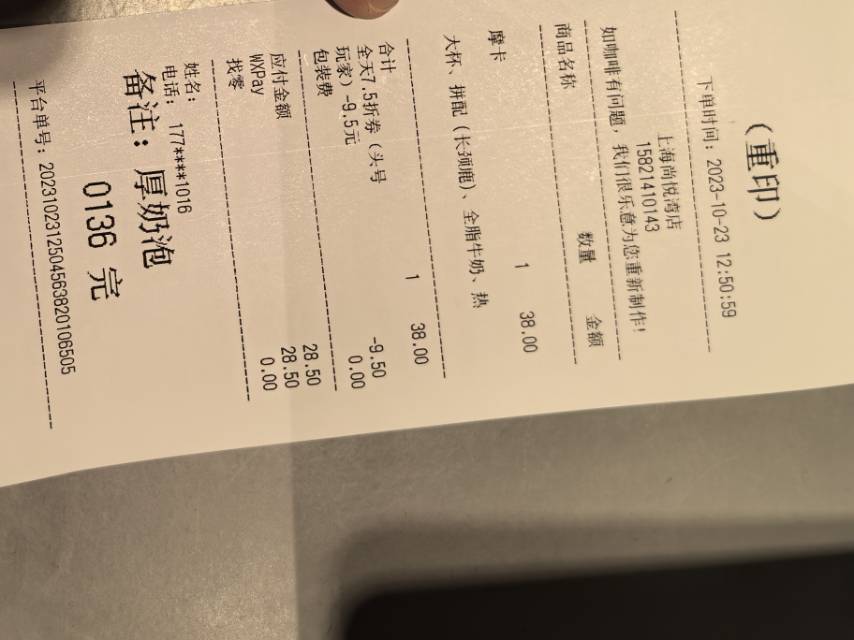 （重印）
下单时间：2023-10-23 12:50:59
上海尚悦湾店
15821410143
如咖啡有问题，我们很乐意为您重新制作!
商品名称 数量 金额
摩卡 1 38.00
大杯、拼配（长颈鹿）、全脂牛奶、热
合计 1 38.00
全天7.5折券（头号 -9.50
玩家）-9.5元
包装费 0.00
应付金额 28.50
WXPay 28.50
找零 0.00
姓名：
电话： 177****1016
备注：厚奶泡
0136 完
平台单号：2023102312504563820106505